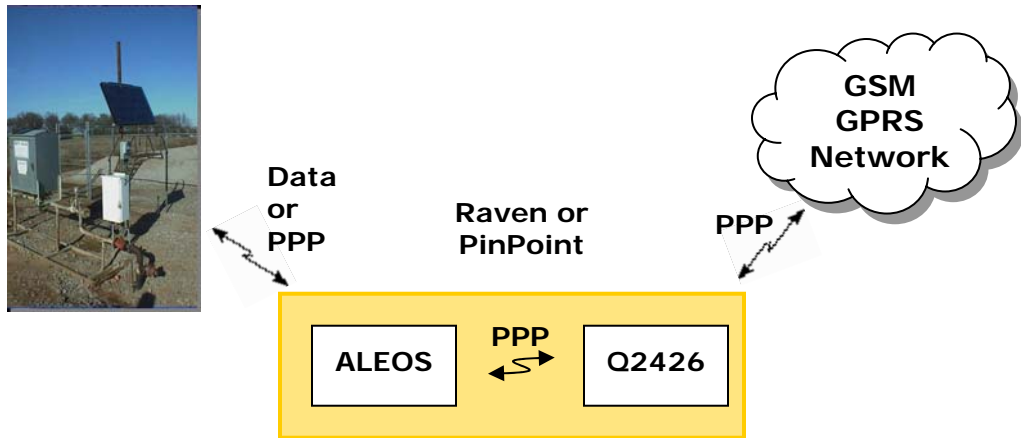 GSM
GPRS
Network
Data
or
PPP
Raven or
PinPoint
PPP
ALEOS
PPP
Q2426